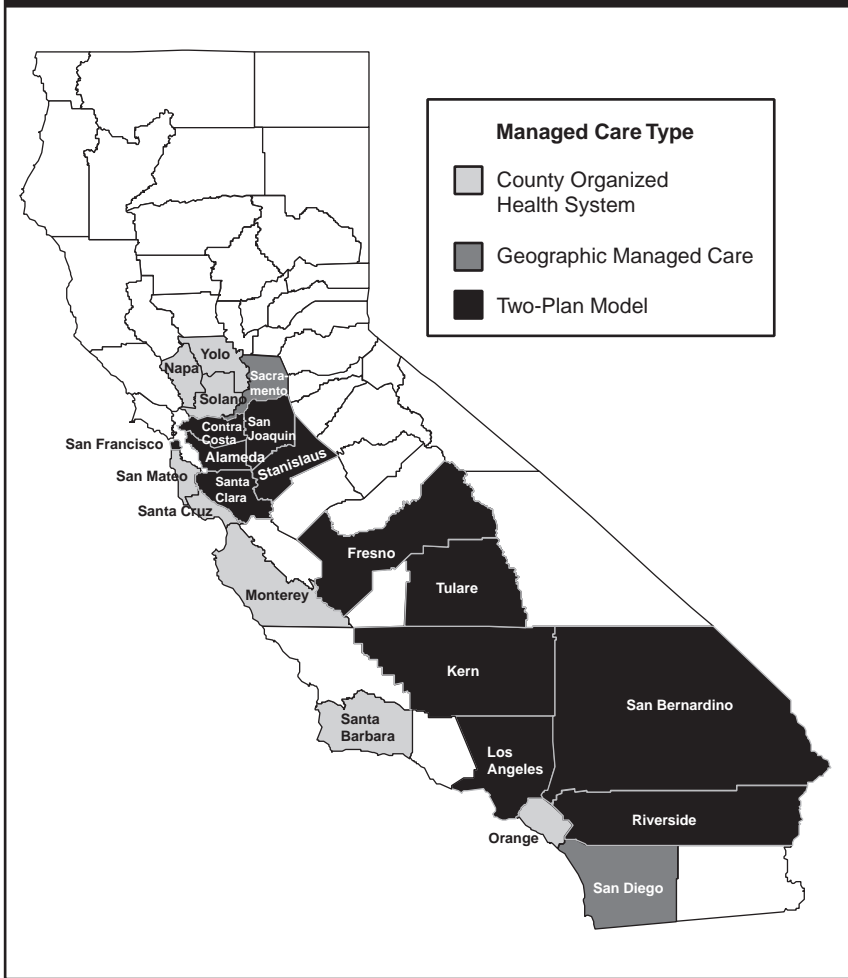 Managed Care Type
County Organized
Health System
Geographic Managed Care
Two-Plan Model
Yolo
Napa
Sacra-
mento
Solano
Contra
Costa
San
Joaquin
San Francisco
Alameda
Stanislaus
San Mateo
Santa
Clara
Santa Cruz
Fresno
Monterey
Tulare
Kern
San Bernardino
Santa
Barbara
Los
Angeles
Orange
Riverside
San Diego